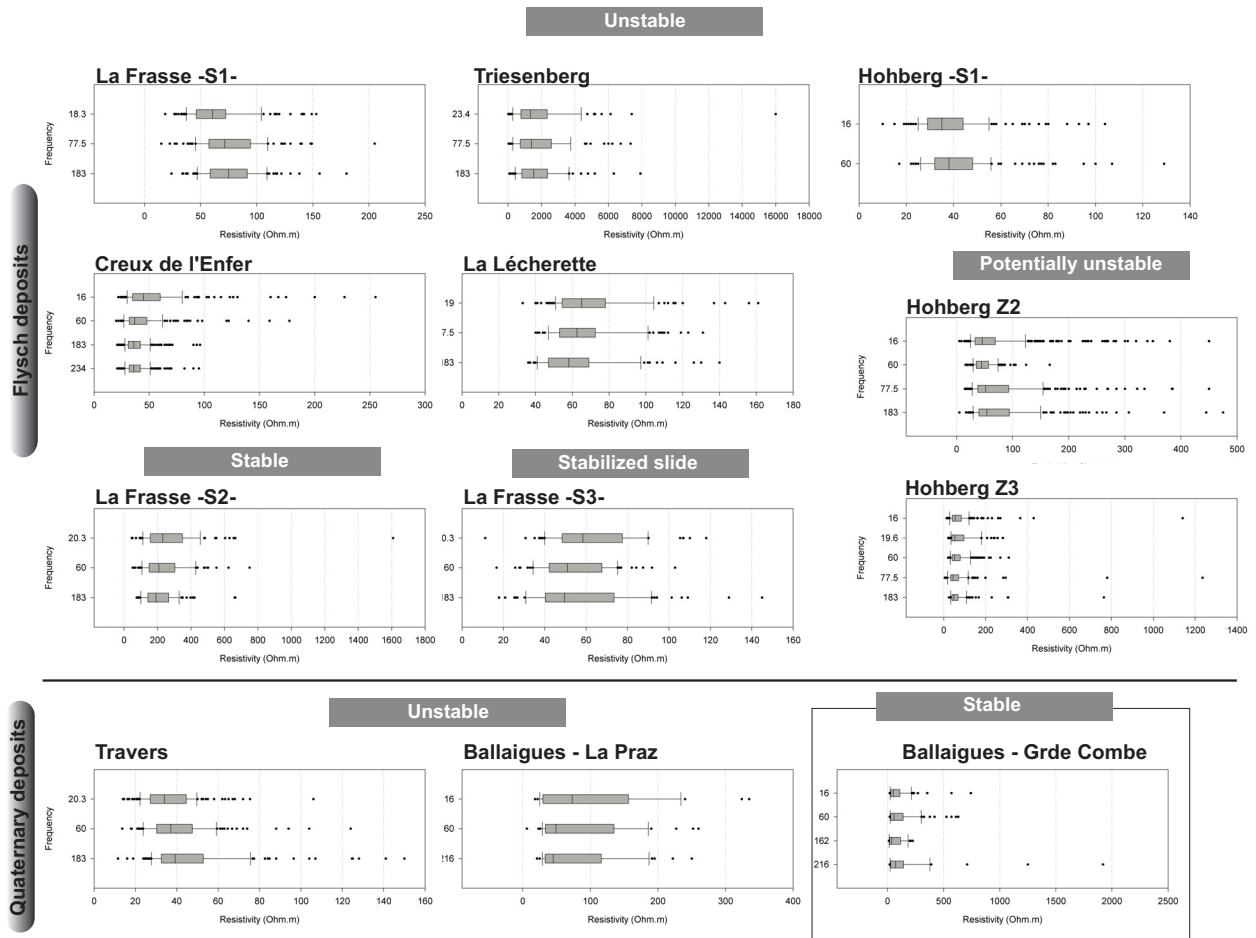 Unstable
La Frasse -S1-
18.3
77.5
183
Frequency
0 50 100 150 200 250
Resistivity (Ohm.m)
Triesenberg
23.4
77.5
183
0 2000 4000 6000 8000 10000 12000 14000 16000 18000
Resistivity (Ohm.m)
Hohberg -S1-
16
60
0 20 40 60 80 100 120 140
Resistivity (Ohm.m)
Flysch deposits
Creux de l'Enfer
16
60
183
234
Frequency
0 50 100 150 200 250 300
Resistivity (Ohm.m)
La Lécherette
19
7.5
83
0 20 40 60 80 100 120 140 160 180
Resistivity (Ohm.m)
Potentially unstable
Hohberg Z2
16
60
77.5
183
Frequency
0 100 200 300 400 500
Stable
La Frasse -S2-
20.3
60
183
Frequency
0 200 400 600 800 1000 1200 1400 1600 1800
Resistivity (Ohm.m)
Stabilized slide
La Frasse -S3-
0.3
60
183
0 20 40 60 80 100 120 140 160
Resistivity (Ohm.m)
Hohberg Z3
16
19.6
60
77.5
183
Frequency
0 200 400 600 800 1000 1200 1400
Resistivity (Ohm.m)
Quaternary deposits
Unstable
Travers
20.3
60
183
Frequency
0 20 40 60 80 100 120 140 160
Resistivity (Ohm.m)
Ballaigues - La Praz
16
60
216
0 100 200 300 400
Resistivity (Ohm.m)
Stable
Ballaigues - Grde Combe
16
60
162
216
0 500 1000 1500 2000 2500
Resistivity (Ohm.m)